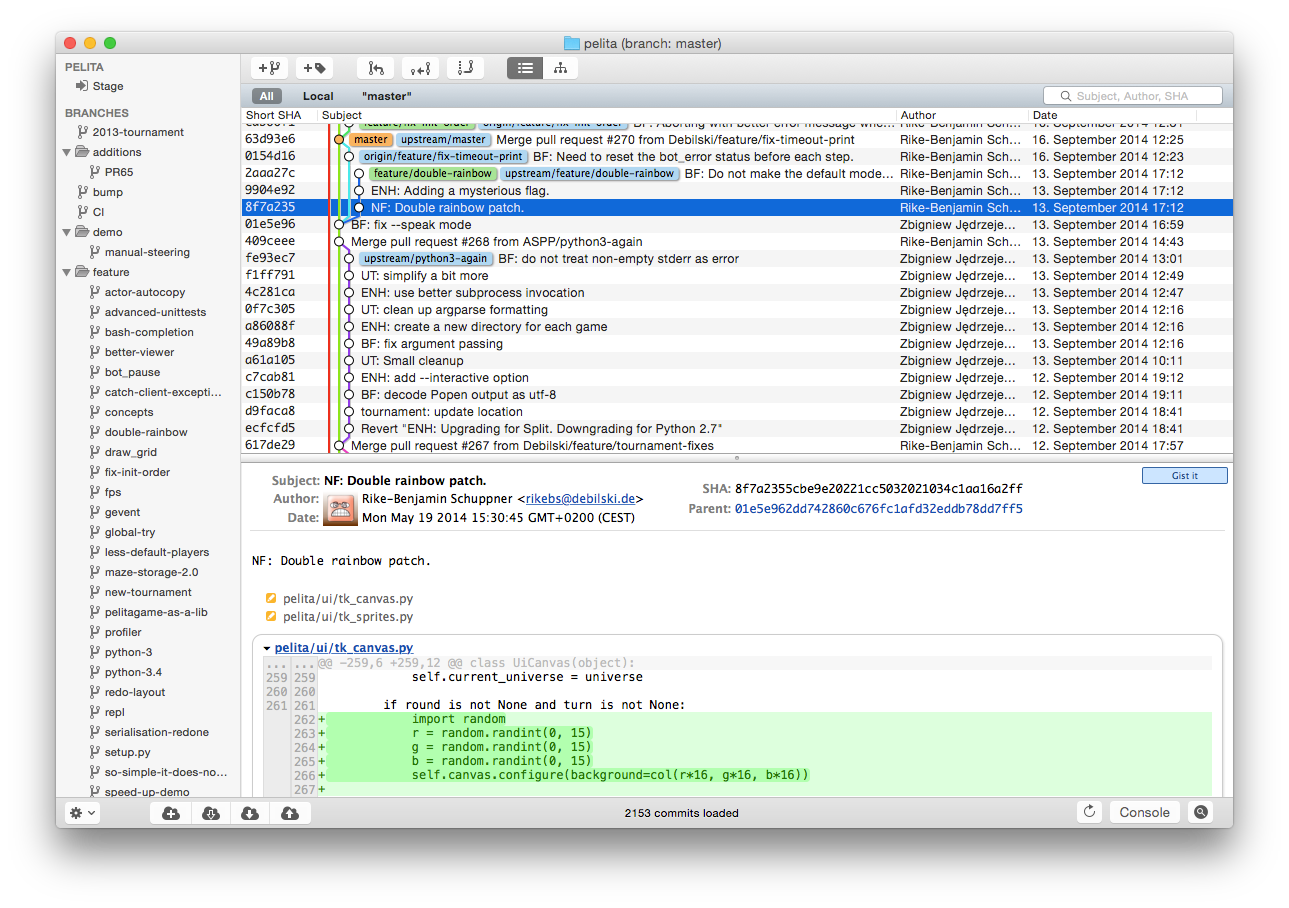 pelita (branch: master)
PELITA
Stage
BRANCHES
2013-tournament
additions
PR65
bump
CI
demo
manual-steering
feature
actor-autocopy
advanced-unittests
bash-completion
better-viewer
bot_pause
catch-client-excepti...
concepts
double-rainbow
draw_grid
fix-init-order
fps
gevent
global-try
less-default-players
maze-storage-2.0
new-tournament
pelitagame-as-a-lib
profiler
python-3
python-3.4
redo-layout
repl
serialisation-redone
setup.py
so-simple-it-does-no...
speed-up-demo
All Local "master" Subject, Author, SHA
Short SHA Subject Author Date
feature/fix-init-order origin/feature/fix-init-order BF: Aborting with better error message whe... Rike-Benjamin Sch...
63d93e6 master upstream/master Merge pull request #270 from Debilski/feature/fix-timeout-print Rike-Benjamin Sch... 16. September 2014 12:25
0154d16 origin/feature/fix-timeout-print BF: Need to reset the bot_error status before each step. Rike-Benjamin Sch... 16. September 2014 12:23
2aaa27c feature/double-rainbow upstream/feature/double-rainbow BF: Do not make the default mode... Rike-Benjamin Sch... 13. September 2014 17:12
9904e92 ENH: Adding a mysterious flag. Rike-Benjamin Sch... 13. September 2014 17:12
8f7a235 NF: Double rainbow patch. Rike-Benjamin Sch... 13. September 2014 17:12
01e5e96 BF: fix --speak mode Zbigniew Jędrzeje... 13. September 2014 16:59
409ceee Merge pull request #268 from ASPP/python3-again Rike-Benjamin Sch... 13. September 2014 14:43
fe93ec7 upstream/python3-again BF: do not treat non-empty stderr as error Zbigniew Jędrzeje... 13. September 2014 13:01
f1ff791 UT: simplify a bit more Zbigniew Jędrzeje... 13. September 2014 12:49
4c281ca ENH: use better subprocess invocation Zbigniew Jędrzeje... 13. September 2014 12:47
0f7c305 UT: clean up argparse formatting Zbigniew Jędrzeje... 13. September 2014 12:16
a86088f ENH: create a new directory for each game Zbigniew Jędrzeje... 13. September 2014 12:16
49a89b8 BF: fix argument passing Zbigniew Jędrzeje... 13. September 2014 12:16
a61a105 UT: Small cleanup Zbigniew Jędrzeje... 13. September 2014 10:11
c7cab81 ENH: add --interactive option Zbigniew Jędrzeje... 12. September 2014 19:12
c150b78 BF: decode Popen output as utf-8 Zbigniew Jędrzeje... 12. September 2014 19:11
d9faca8 tournament: update location Zbigniew Jędrzeje... 12. September 2014 18:41
ecfcfd5 Revert "ENH: Upgrading for Split. Downgrading for Python 2.7" Zbigniew Jędrzeje... 12. September 2014 18:41
617de29 Merge pull request #267 from Debilski/feature/tournament-fixes Rike-Benjamin Sch... 12. September 2014 17:57
Gist it
Subject: NF: Double rainbow patch.
Author: Rike-Benjamin Schuppner <rikebs@debilski.de>
Date: Mon May 19 2014 15:30:45 GMT+0200 (CEST)
SHA: 8f7a2355cbe9e20221cc5032021034c1aa16a2ff
Parent: 01e5e962dd742860c676fc1afd32eddb78dd7ff5
NF: Double rainbow patch.
pelita/ui/tk_canvas.py
pelita/ui/tk_sprites.py
pelita/ui/tk_canvas.py
... ... @@ -259,6 +259,12 @@ class UiCanvas(object):
259 259 self.current_universe = universe
260 260
261 261 if round is not None and turn is not None:
262 + import random
263 + r = random.randint(0, 15)
264 + g = random.randint(0, 15)
265 + b = random.randint(0, 15)
266 + self.canvas.configure(background=col(r*16, g*16, b*16))
267 +
2153 commits loaded
Console